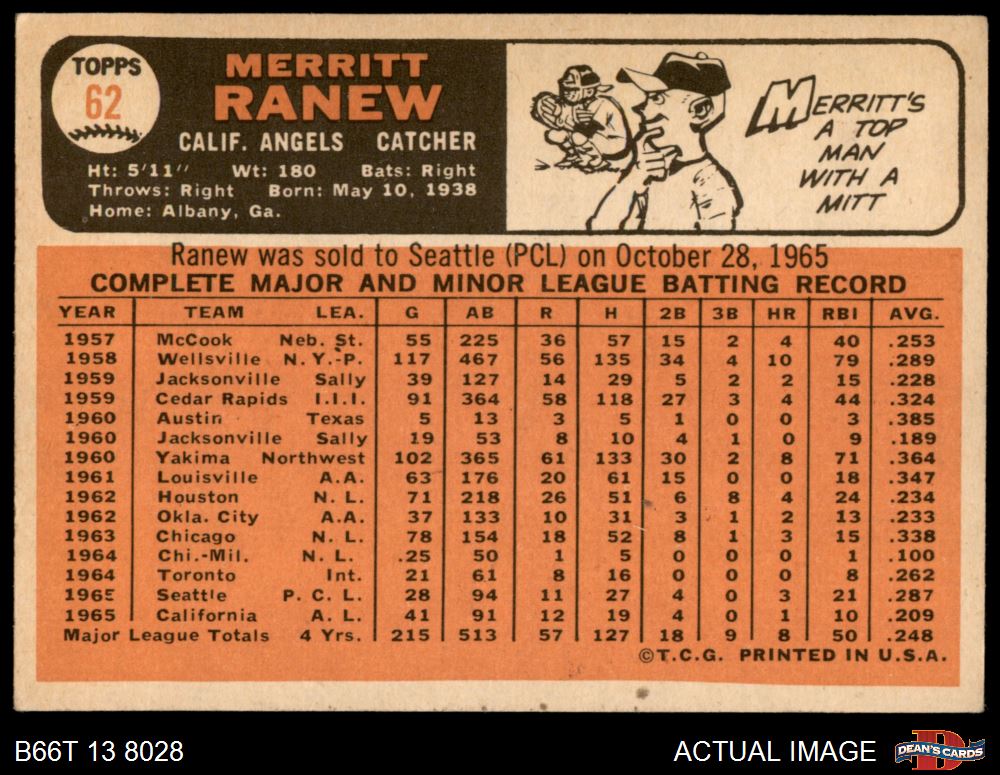 TOPPS
62
MERRITT
RANEW
CALIF. ANGELS CATCHER
Ht: 5'11" Wt: 180 Bats: Right
Throws: Right Born: May 10, 1938
Home: Albany, Ga.
MERRITT'S
A TOP
MAN
WITH A
MITT
Ranew was sold to Seattle (PCL) on October 28, 1965
COMPLETE MAJOR AND MINOR LEAGUE BATTING RECORD
YEAR TEAM LEA. G AB R H 2B 3B HR RBI AVG.
1957 McCook Neb. St. 55 225 36 57 15 2 4 40 .253
1958 Wellsville N.Y.-P. 117 467 56 135 34 4 10 79 .289
1959 Jacksonville Sally 39 127 14 29 5 2 2 15 .228
1959 Cedar Rapids I.I.I. 91 364 58 118 27 3 4 44 .324
1960 Austin Texas 5 13 3 5 1 0 0 3 .385
1960 Jacksonville Sally 19 53 8 10 4 1 0 9 .189
1960 Yakima Northwest 102 365 61 133 30 2 8 71 .364
1961 Louisville A.A. 63 176 20 61 15 0 0 18 .347
1962 Houston N.L. 71 218 26 51 6 8 4 24 .234
1962 Okla. City A.A. 37 133 10 31 3 1 2 13 .233
1963 Chicago N.L. 78 154 18 52 8 1 3 15 .338
1964 Chi.-Mil. N.L. .25 50 1 5 0 0 0 1 .100
1964 Toronto Int. 21 61 8 16 0 0 0 8 .262
1965 Seattle P.C.L. 28 94 11 27 4 0 3 21 .287
1965 California A.L. 41 91 12 19 4 0 1 10 .209
Major League Totals 4 Yrs. 215 513 57 127 18 9 8 50 .248
©T.C.G. PRINTED IN U.S.A.
B66T 13 8028
ACTUAL IMAGE
DEAN'S CARDS